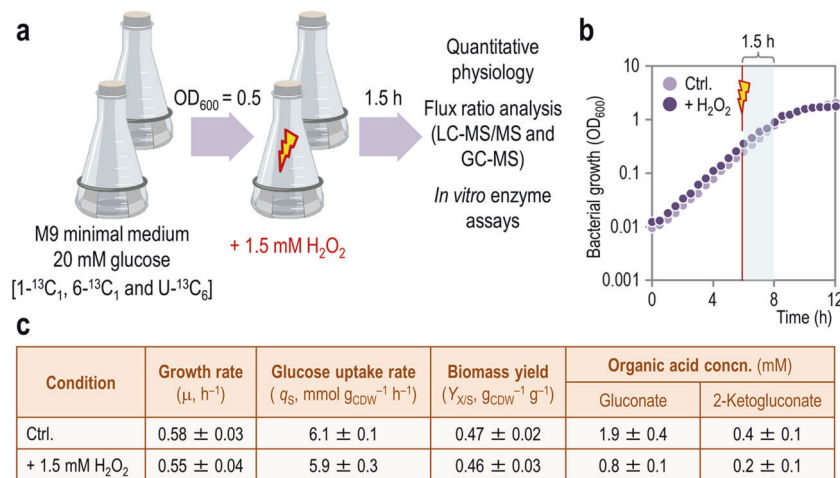 a
OD₆₀₀ = 0.5
1.5 h
Quantitative
physiology
Flux ratio analysis
(LC-MS/MS and
GC-MS)
In vitro enzyme
assays
M9 minimal medium
20 mM glucose
[1-¹³C₁, 6-¹³C₁ and U-¹³C₆]
+ 1.5 mM H₂O₂
b
1.5 h
Ctrl.
+ H₂O₂
Bacterial growth (OD₆₀₀)
10
1
0.1
0.01
0.001
0 4 8 12
Time (h)
c
Condition
Growth rate
(μ, h⁻¹)
Glucose uptake rate
( qₛ, mmol g_CDW⁻¹ h⁻¹)
Biomass yield
(Y_X/S, g_CDW⁻¹ g⁻¹)
Organic acid concn. (mM)
Gluconate 2-Ketogluconate
Ctrl. 0.58 ± 0.03 6.1 ± 0.1 0.47 ± 0.02 1.9 ± 0.4 0.4 ± 0.1
+ 1.5 mM H₂O₂ 0.55 ± 0.04 5.9 ± 0.3 0.46 ± 0.03 0.8 ± 0.1 0.2 ± 0.1